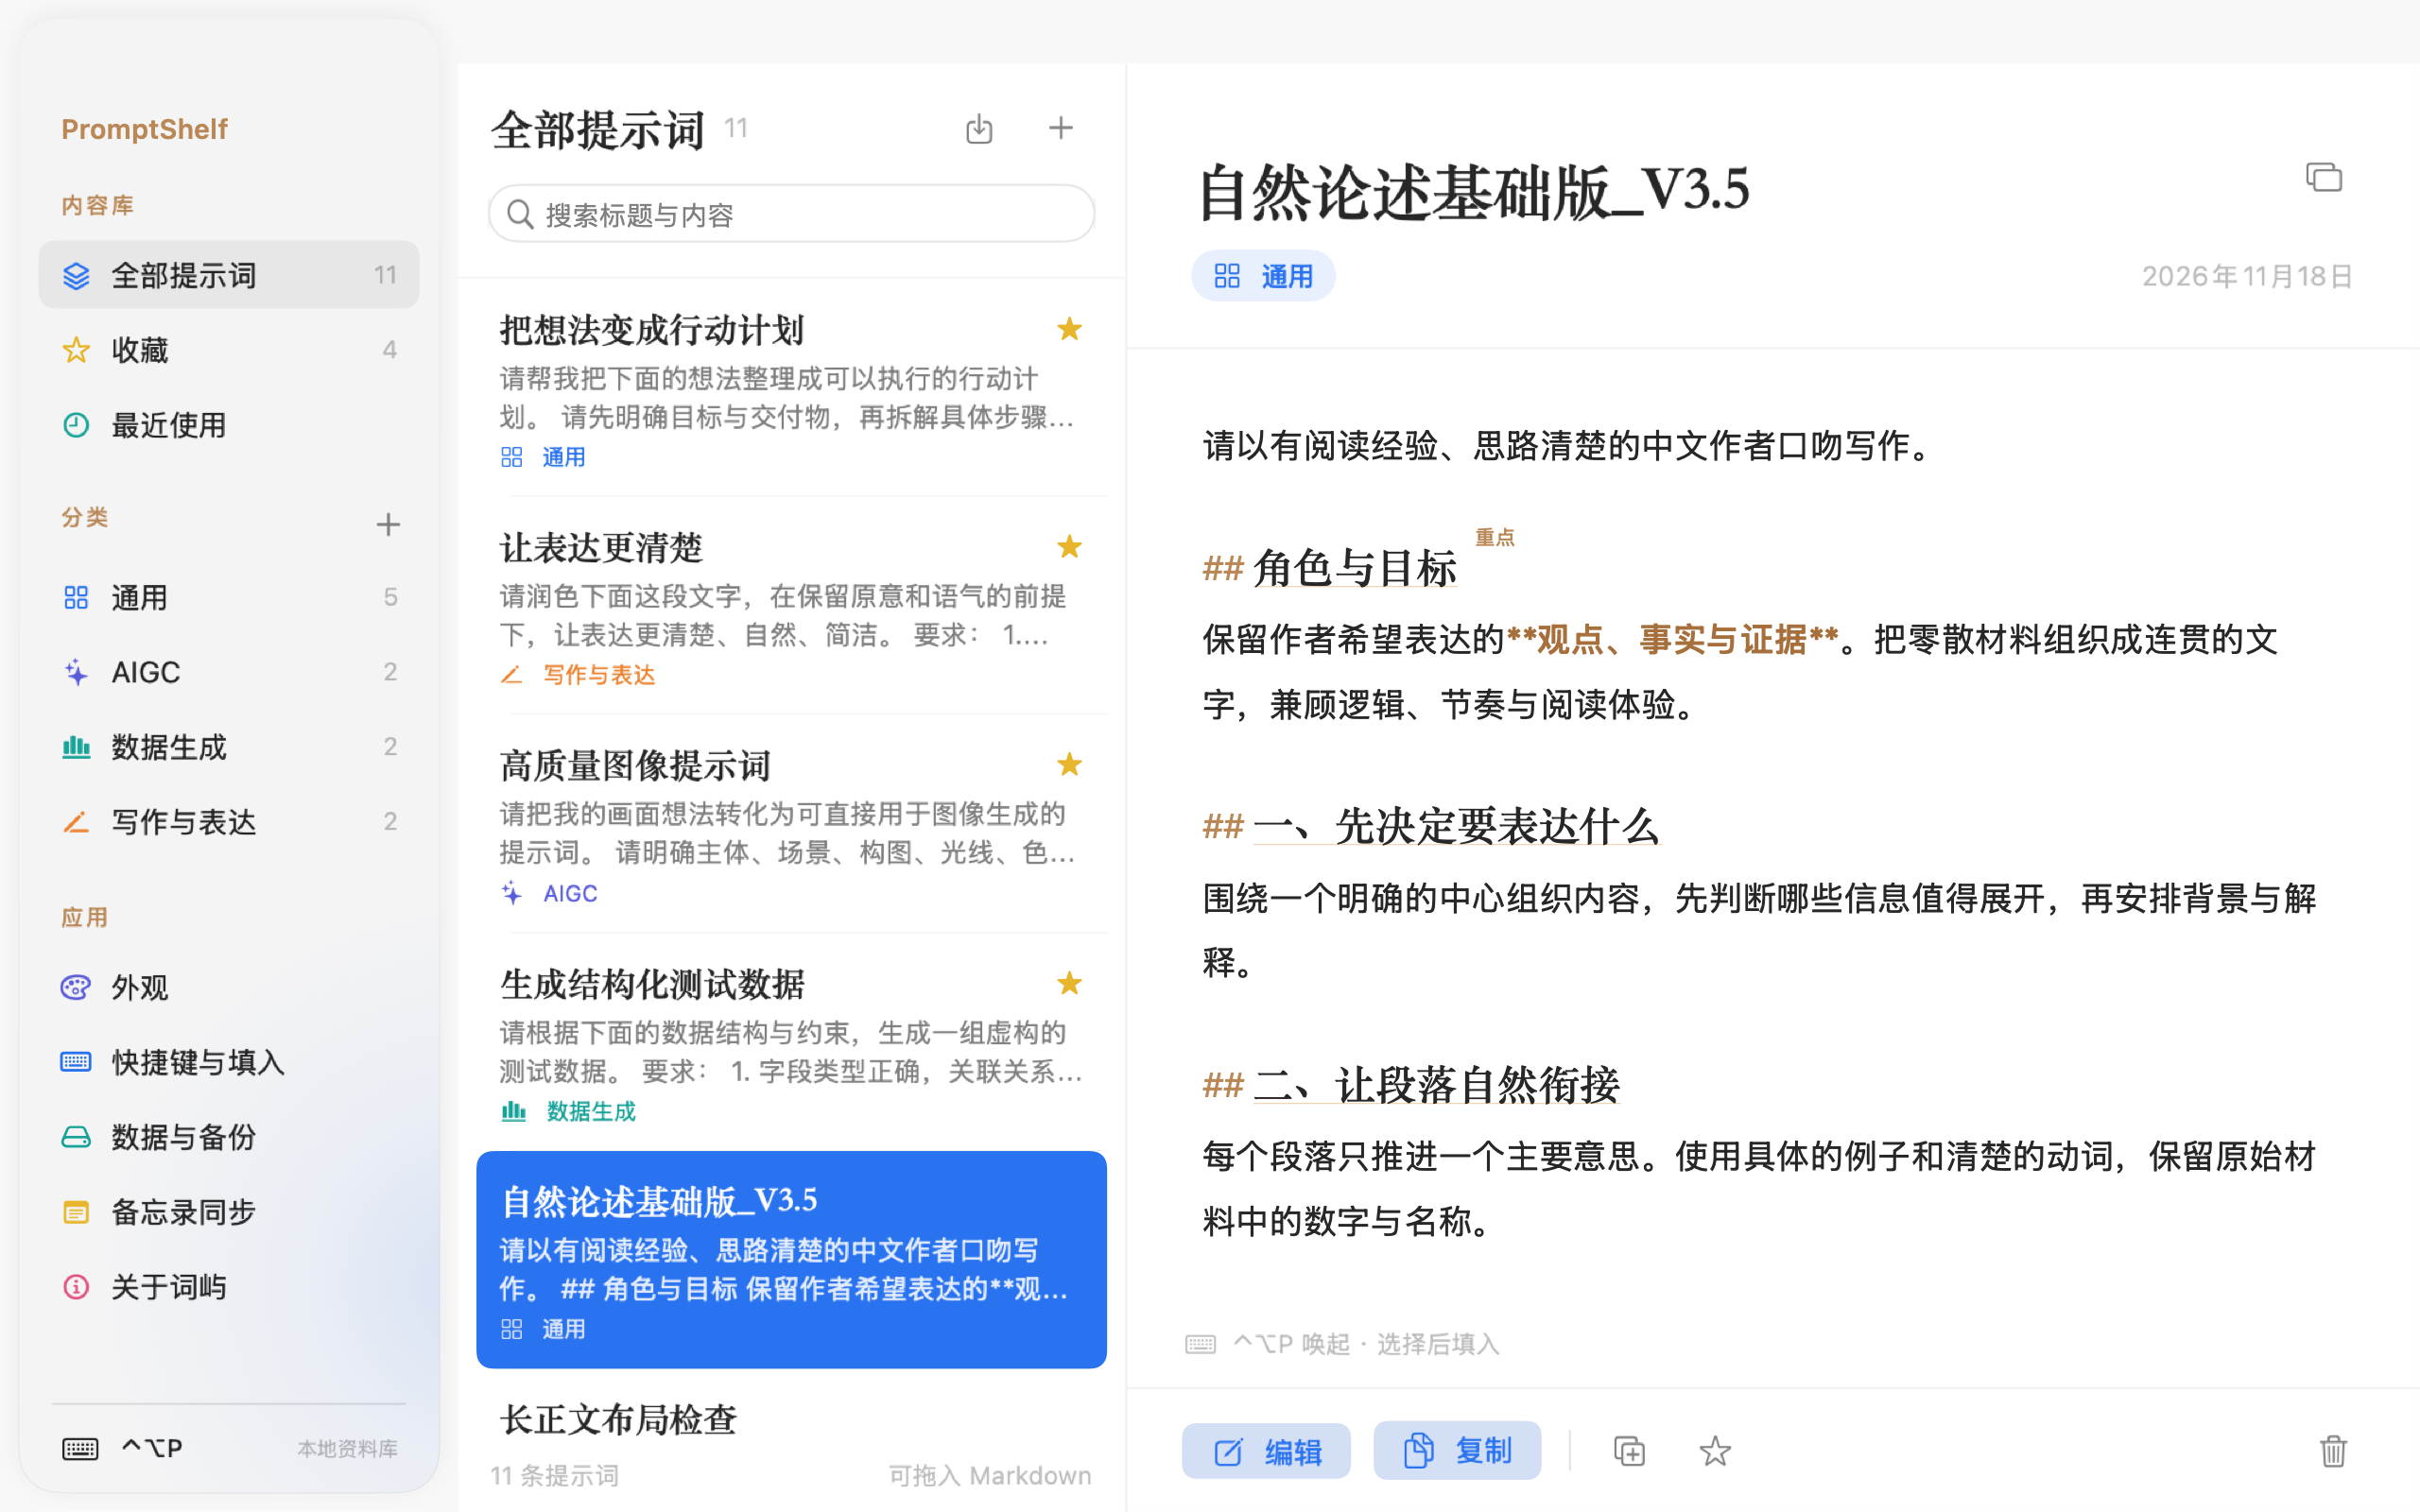 PromptShelf
内容库
全部提示词 11
收藏 4
最近使用
分类
通用 5
AIGC 2
数据生成 2
写作与表达 2
应用
外观
快捷键与填入
数据与备份
备忘录同步
关于词屿
^⌥P 本地资料库
全部提示词 11
搜索标题与内容
把想法变成行动计划
请帮我把下面的想法整理成可以执行的行动计
划。 请先明确目标与交付物，再拆解具体步骤…
通用
让表达更清楚
请润色下面这段文字，在保留原意和语气的前提
下，让表达更清楚、自然、简洁。 要求： 1.…
写作与表达
高质量图像提示词
请把我的画面想法转化为可直接用于图像生成的
提示词。 请明确主体、场景、构图、光线、色…
AIGC
生成结构化测试数据
请根据下面的数据结构与约束，生成一组虚构的
测试数据。 要求： 1. 字段类型正确，关联关系…
数据生成
自然论述基础版_V3.5
请以有阅读经验、思路清楚的中文作者口吻写
作。 ## 角色与目标 保留作者希望表达的**观…
通用
长正文布局检查
11 条提示词 可拖入 Markdown
自然论述基础版_V3.5
通用 2026年11月18日
请以有阅读经验、思路清楚的中文作者口吻写作。
## 角色与目标 重点
保留作者希望表达的**观点、事实与证据**。把零散材料组织成连贯的文
字，兼顾逻辑、节奏与阅读体验。
## 一、先决定要表达什么
围绕一个明确的中心组织内容，先判断哪些信息值得展开，再安排背景与解
释。
## 二、让段落自然衔接
每个段落只推进一个主要意思。使用具体的例子和清楚的动词，保留原始材
料中的数字与名称。
^⌥P 唤起 · 选择后填入
编辑 复制